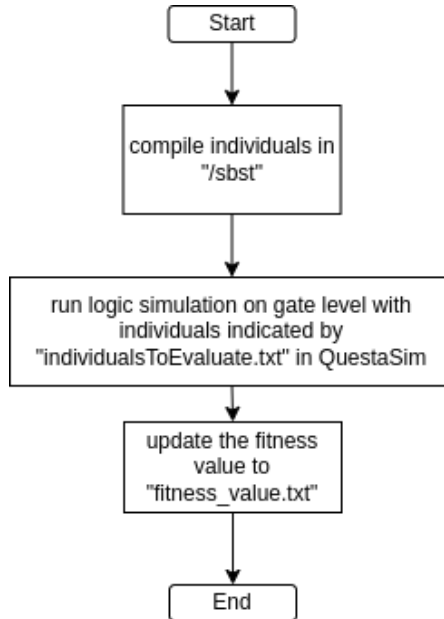 Start
compile individuals in
"/sbst"
run logic simulation on gate level with
individuals indicated by
"individualsToEvaluate.txt" in QuestaSim
update the fitness
value to
"fitness_value.txt"
End